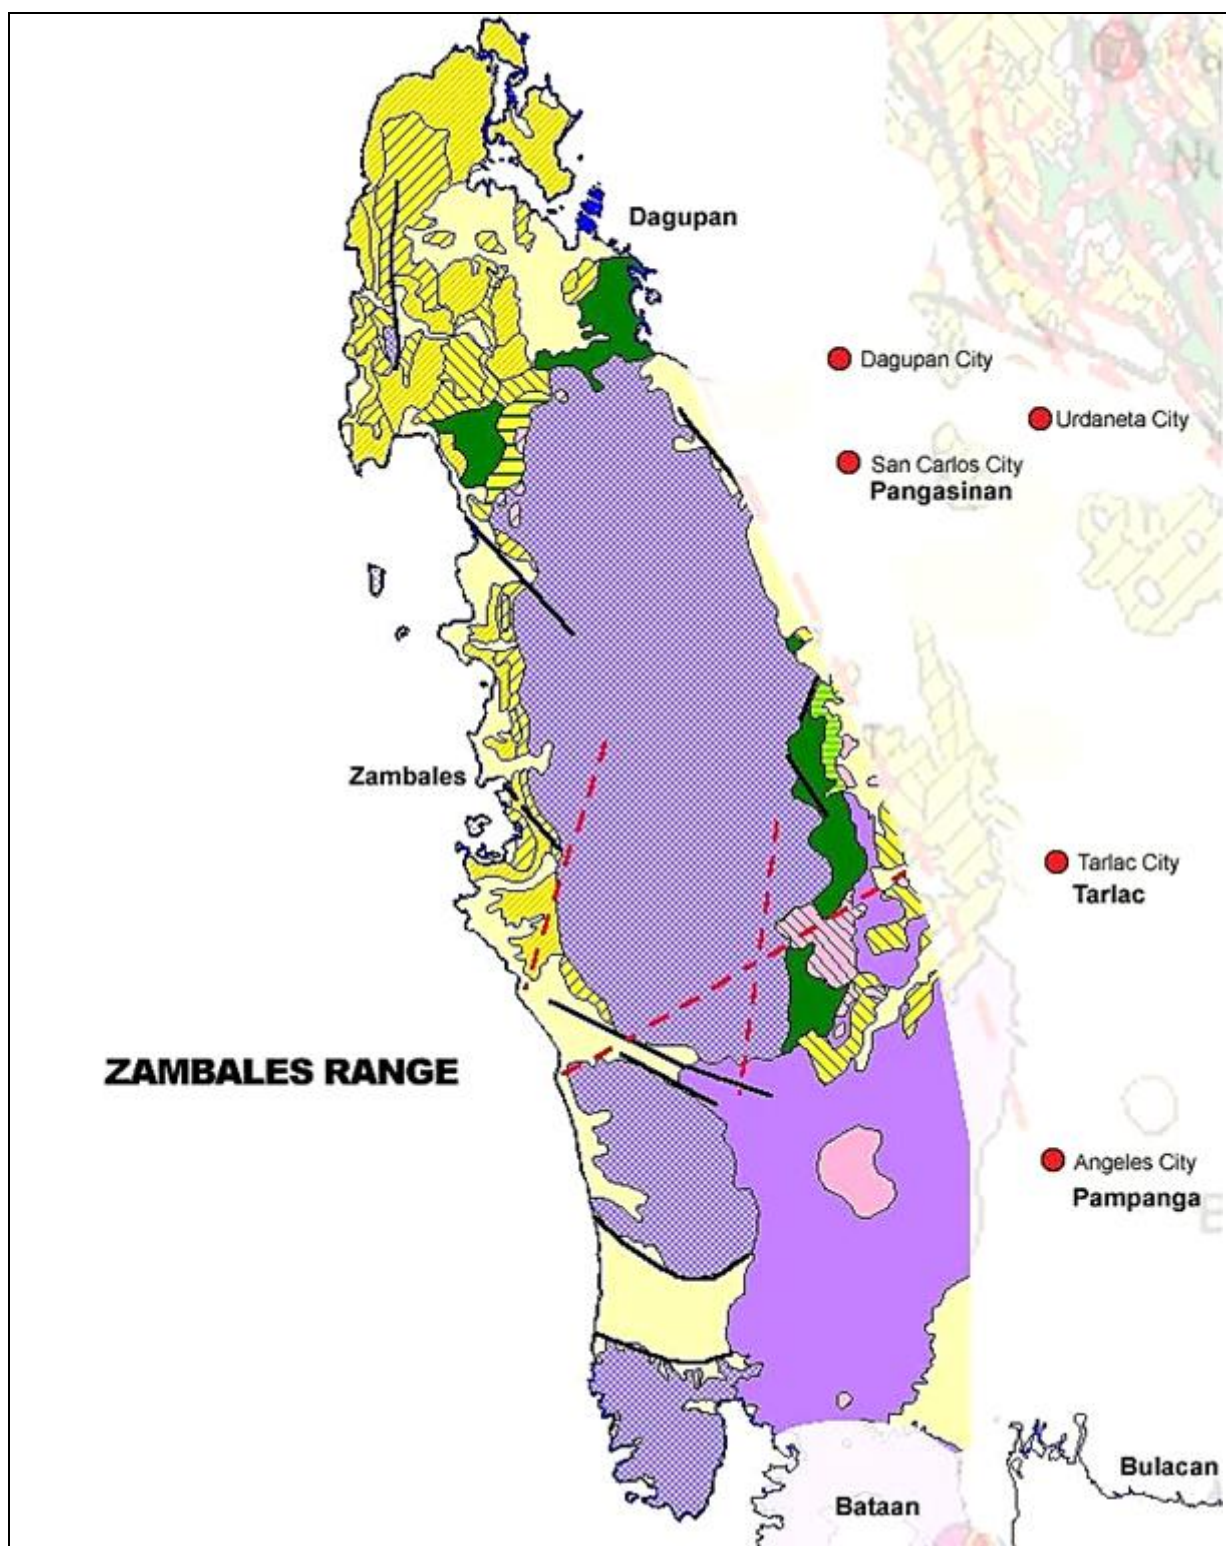 Dagupan
Dagupan City
Urdaneta City
San Carlos City
Pangasinan
Zambales
Tarlac City
Tarlac
ZAMBALES RANGE
Angeles City
Pampanga
Bulacan
Bataan